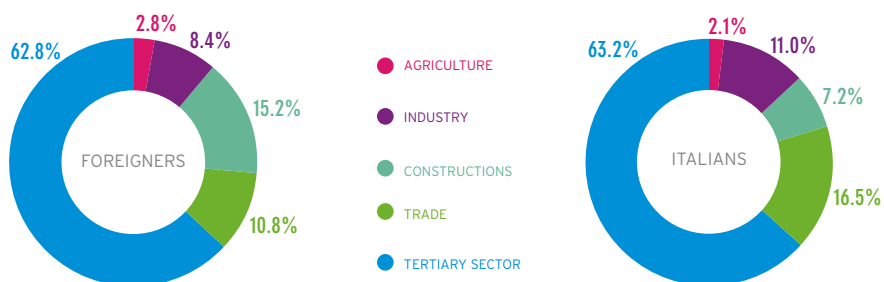 2.8%
62.8%
8.4%
15.2%
10.8%
FOREIGNERS
AGRICULTURE
INDUSTRY
CONSTRUCTIONS
TRADE
TERTIARY SECTOR
2.1%
63.2%
11.0%
7.2%
16.5%
ITALIANS